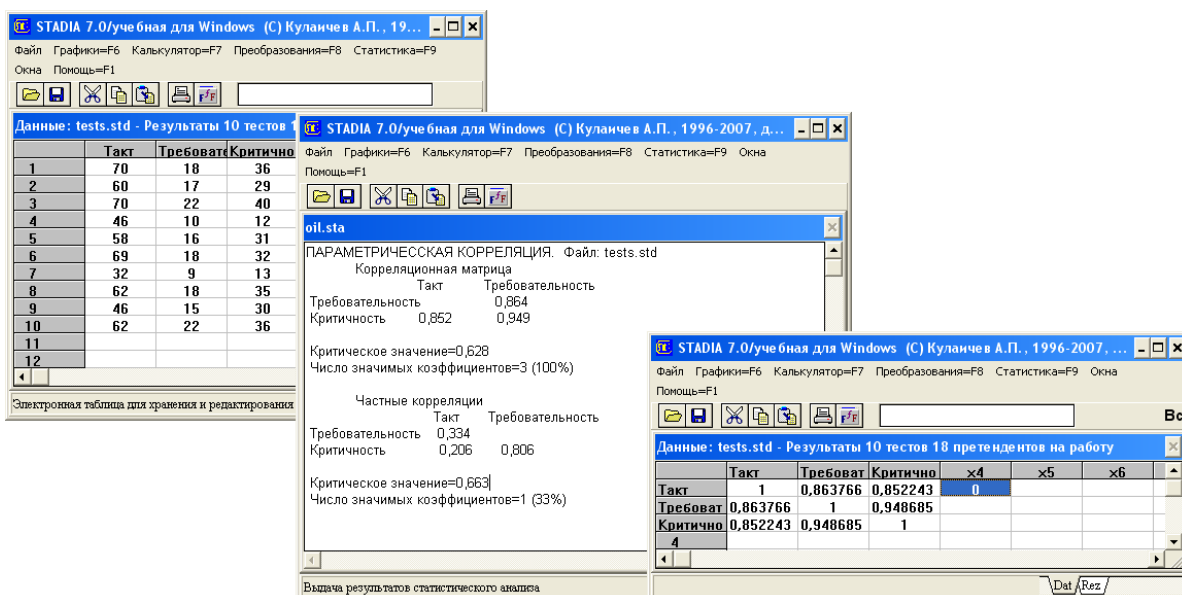 STADIA 7.0/учебная для Windows (C) Кулаичев А.П., 19...
Файл Графики=F6 Калькулятор=F7 Преобразования=F8 Статистика=F9
Окна Помощь=F1
Данные: tests.std - Результаты 10 тестов 1
Такт Требовате Критично
1 70 18 36
2 60 17 29
3 70 22 40
4 46 10 12
5 58 16 31
6 69 18 32
7 32 9 13
8 62 18 35
9 46 15 30
10 62 22 36
11
12
Электронная таблица для хранения и редактирования
STADIA 7.0/учебная для Windows (C) Кулаичев А.П., 1996-2007, д...
Файл Графики=F6 Калькулятор=F7 Преобразования=F8 Статистика=F9 Окна
Помощь=F1
oil.sta
ПАРАМЕТРИЧЕССКАЯ КОРРЕЛЯЦИЯ. Файл: tests.std
Корреляционная матрица
Такт Требовательность
Требовательность 0,864
Критичность 0,852 0,949
Критическое значение=0,628
Число значимых коэффициентов=3 (100%)
Частные корреляции
Такт Требовательность
Требовательность 0,334
Критичность 0,206 0,806
Критическое значение=0,663
Число значимых коэффициентов=1 (33%)
Выдача результатов статистического анализа
STADIA 7.0/учебная для Windows (C) Кулаичев А.П., 1996-2007, ...
Файл Графики=F6 Калькулятор=F7 Преобразования=F8 Статистика=F9 Окна
Помощь=F1
Вс
Данные: tests.std - Результаты 10 тестов 18 претендентов на работу
Такт Требоват Критично x4 x5 x6
Такт 1 0,863766 0,852243 0
Требоват 0,863766 1 0,948685
Критично 0,852243 0,948685 1
4
Dat Rez